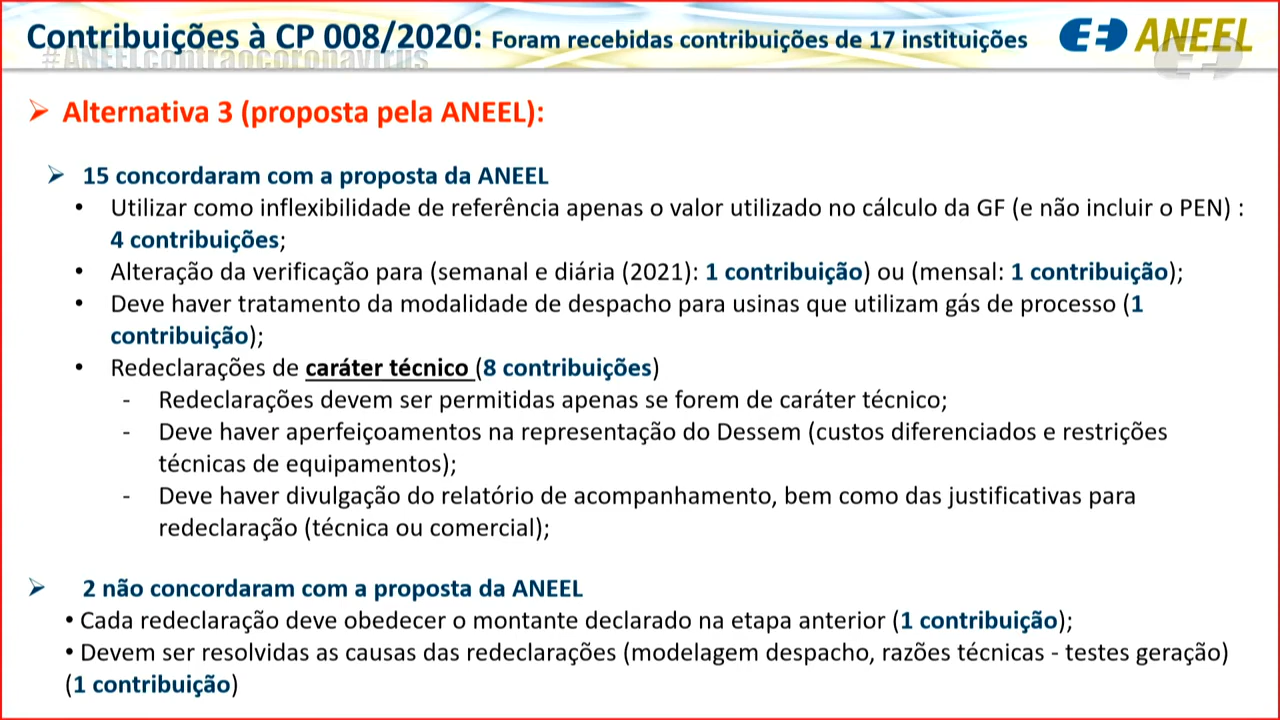 Contribuições à CP 008/2020: Foram recebidas contribuições de 17 instituições
ANEEL
#ANEELcontraocoronavírus
Alternativa 3 (proposta pela ANEEL):
15 concordaram com a proposta da ANEEL
• Utilizar como inflexibilidade de referência apenas o valor utilizado no cálculo da GF (e não incluir o PEN) :
4 contribuições;
• Alteração da verificação para (semanal e diária (2021): 1 contribuição) ou (mensal: 1 contribuição);
• Deve haver tratamento da modalidade de despacho para usinas que utilizam gás de processo (1
contribuição);
• Redeclarações de caráter técnico (8 contribuições)
- Redeclarações devem ser permitidas apenas se forem de caráter técnico;
- Deve haver aperfeiçoamentos na representação do Dessem (custos diferenciados e restrições
técnicas de equipamentos);
- Deve haver divulgação do relatório de acompanhamento, bem como das justificativas para
redeclaração (técnica ou comercial);
2 não concordaram com a proposta da ANEEL
• Cada redeclaração deve obedecer o montante declarado na etapa anterior (1 contribuição);
• Devem ser resolvidas as causas das redeclarações (modelagem despacho, razões técnicas - testes geração)
(1 contribuição)